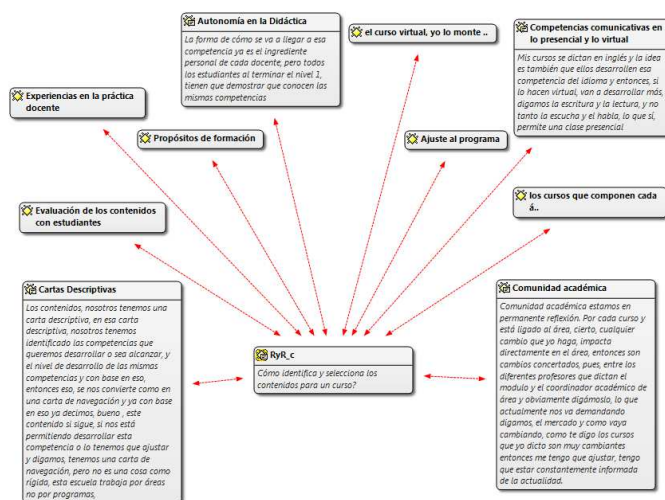 Autonomía en la Didáctica
La forma de cómo se va a llegar a esa
competencia ya es el ingrediente
personal de cada docente, pero todos
los estudiantes al terminar el nivel 1,
tienen que demostrar que conocen las
mismas competencias
el curso virtual, yo lo monte ..
Competencias comunicativas en
lo presencial y lo virtual
Mis cursos se dictan en inglés y la idea
es también que ellos desarrollen esa
competencia del idioma y entonces, si
lo hacen virtual, van a desarrollar más,
digamos la escritura y la lectura, y no
tanto la escucha y el habla, lo que sí,
permite una clase presencial
Experiencias en la práctica
docente
Propósitos de formación
Ajuste al programa
Evaluación de los contenidos
con estudiantes
los cursos que componen cada
á..
Cartas Descriptivas
Los contenidos, nosotros tenemos una
carta descriptiva, en esa carta
descriptiva, nosotros tenemos
identificado las competencias que
queremos desarrollar o sea alcanzar, y
el nivel de desarrollo de las mismas
competencias y con base en eso,
entonces eso, se nos convierte como en
una carta de navegación y ya con base
en eso ya decimos, bueno , este
contenido si sigue, si nos está
permitiendo desarrollar esta
competencia o lo tenemos que ajustar
y digamos, tenemos una carta de
navegación, pero no es una cosa como
rígida, esta escuela trabaja por áreas
no por programas,
RyR_c
Cómo identifica y selecciona los
contenidos para un curso?
Comunidad académica
Comunidad académica estamos en
permanente reflexión. Por cada curso y
está ligado al área, cierto, cualquier
cambio que yo haga, impacta
directamente en el área, entonces son
cambios concertados, pues, entre los
diferentes profesores que dictan el
modulo y el coordinador académico de
área y obviamente digámoslo, lo que
actualmente nos va demandando
digamos, el mercado y como vaya
cambiando, como te digo los cursos
que yo dicto son muy cambiantes
entonces me tengo que ajustar, tengo
que estar constantemente informada
de la actualidad.